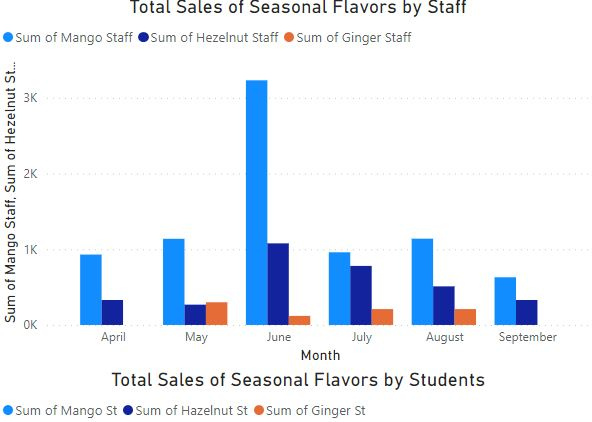 Total Sales of Seasonal Flavors by Staff
Sum of Mango Staff Sum of Hezelnut Staff Sum of Ginger Staff
Sum of Mango Staff, Sum of Hezelnut St...
3K
2K
1K
0K
April May June July August September
Month
Total Sales of Seasonal Flavors by Students
Sum of Mango St Sum of Hazelnut St Sum of Ginger St